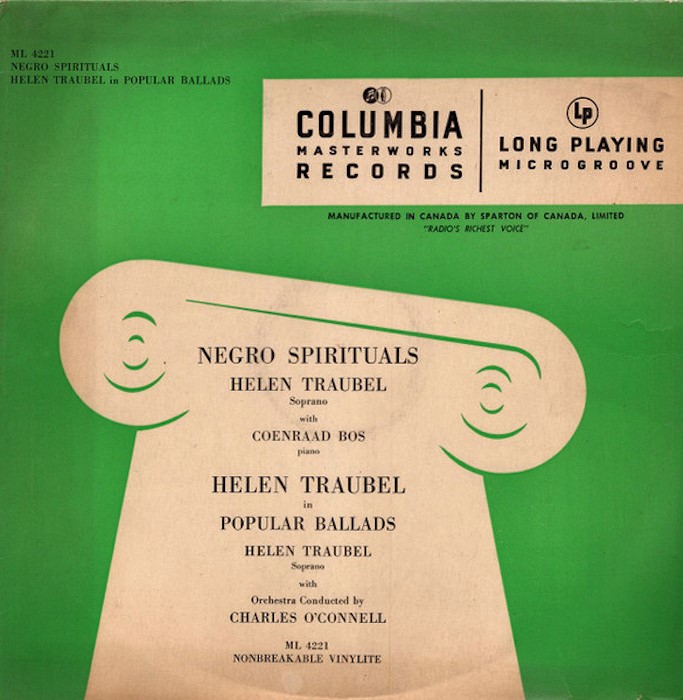 ML 4221
NEGRO SPIRITUALS
HELEN TRAUBEL in POPULAR BALLADS
COLUMBIA
MASTERWORKS
RECORDS
LP
LONG PLAYING
MICROGROOVE
MANUFACTURED IN CANADA BY SPARTON OF CANADA, LIMITED
"RADIO'S RICHEST VOICE"
NEGRO SPIRITUALS
HELEN TRAUBEL
Soprano
with
COENRAAD BOS
piano
HELEN TRAUBEL
in
POPULAR BALLADS
HELEN TRAUBEL
Soprano
with
Orchestra Conducted by
CHARLES O'CONNELL
ML 4221
NONBREAKABLE VINYLITE